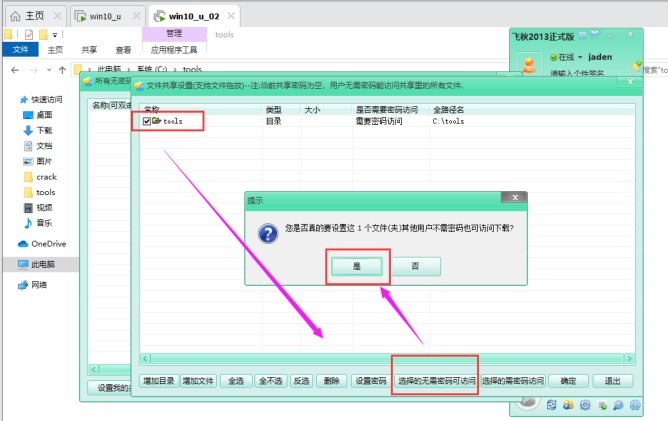 主页
win10_u
win10_u_02
管理
tools
文件
主页
共享
查看
应用程序工具
此电脑
系统 (C:)
tools
搜索"to
快速访问
桌面
下载
文档
图片
crack
tools
视频
音乐
OneDrive
此电脑
网络
飞秋2013正式版
在线
jaden
请输入个性签名
所有无密码
名称(可双击
设置我的共
文件共享设置(支持文件拖放)--注:当前共享密码为空，用户无需密码能访问共享里的所有文件.
名称
类型
大小
是否需要密码访问
全路径名
tools
目录
需要密码访问
C:\tools
提示
您是否真的要设置这 1 个文件(夹)其他用户不需密码也可访问下载?
是
否
增加目录
增加文件
全选
全不选
反选
删除
设置密码
选择的无需密码可访问
选择的需密码访问
确定
退出